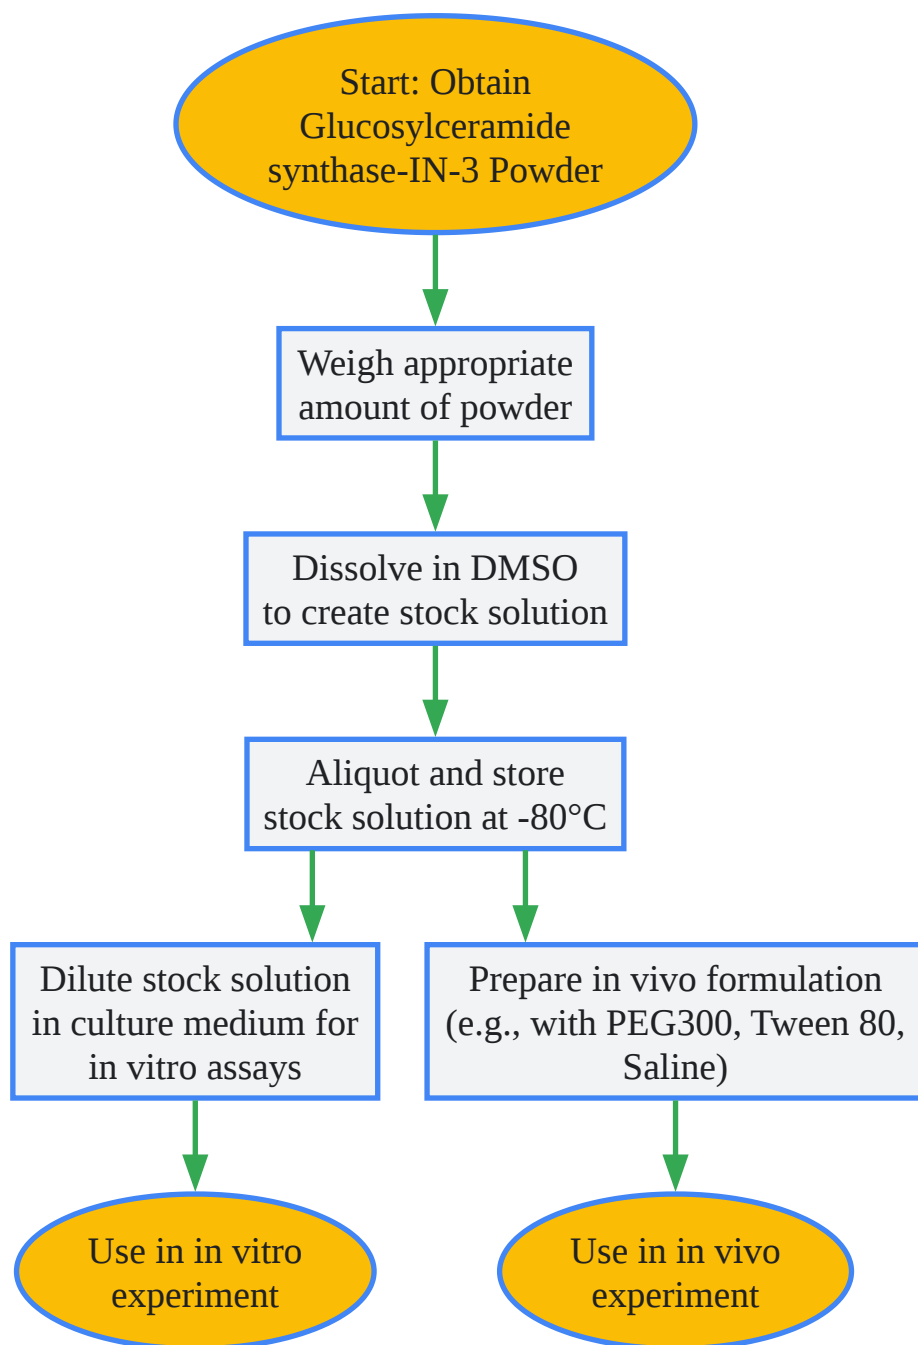 Start: Obtain
Glucosylceramide
synthase-IN-3 Powder
Weigh appropriate
amount of powder
Dissolve in DMSO
to create stock solution
Aliquot and store
stock solution at -80°C
Dilute stock solution
in culture medium for
in vitro assays
Prepare in vivo formulation
(e.g., with PEG300, Tween 80,
Saline)
Use in in vitro
experiment
Use in in vivo
experiment